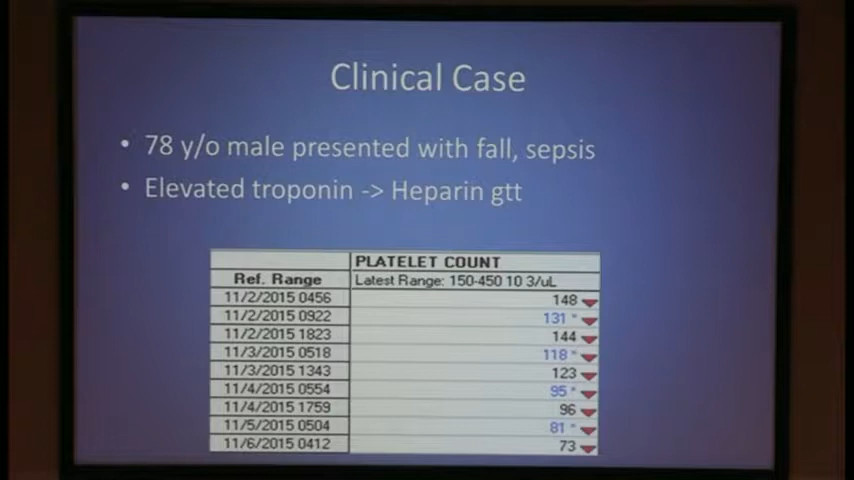 Clinical Case
• 78 y/o male presented with fall, sepsis
• Elevated troponin -> Heparin gtt
PLATELET COUNT
Ref. Range Latest Range: 150-450 10 3/uL
11/2/2015 0456 148
11/2/2015 0922 131 *
11/2/2015 1823 144
11/3/2015 0518 118 *
11/3/2015 1343 123
11/4/2015 0554 95 *
11/4/2015 1759 96
11/5/2015 0504 81 *
11/6/2015 0412 73